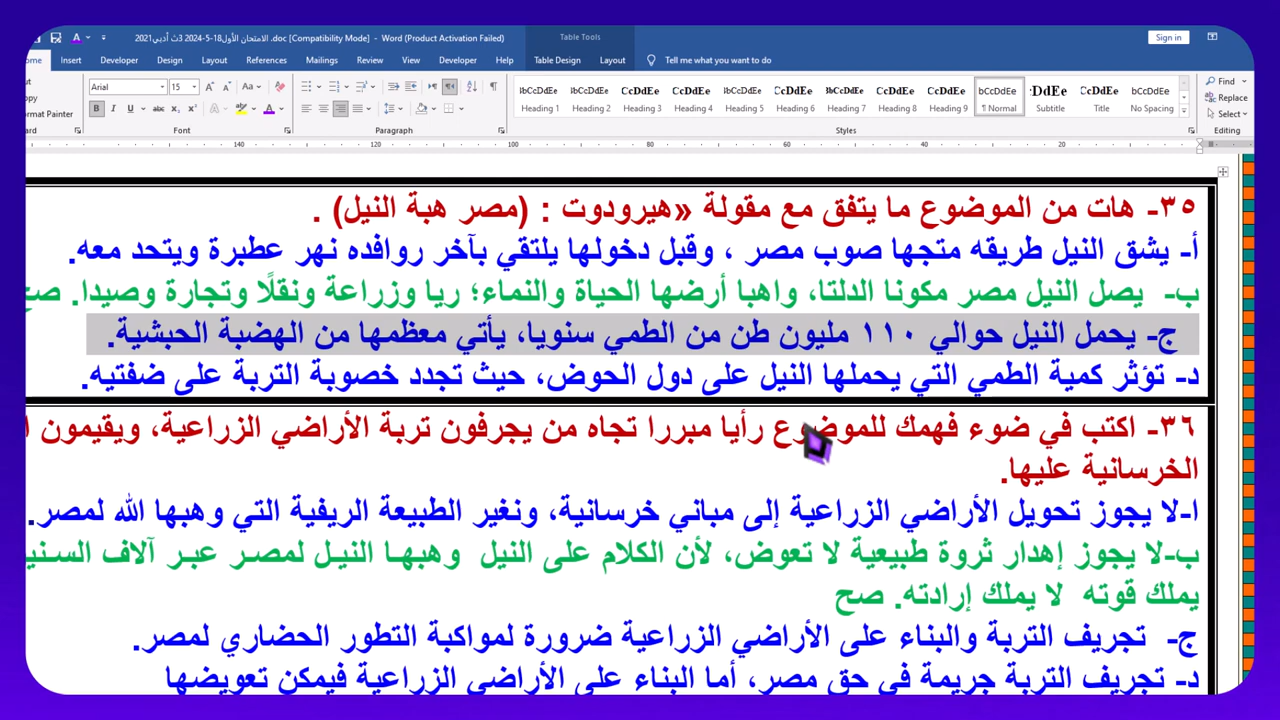 الامتحان الأول18-5-2024 3ث أدبي2021.doc [Compatibility Mode] - Word (Product Activation Failed)
Table Tools
Sign in
Insert Developer Design Layout References Mailings Review View Developer Help Table Design Layout Tell me what you want to do
Arial 15
Font
Paragraph
Heading 1 Heading 2 Heading 3 Heading 4 Heading 5 Heading 6 Heading 7 Heading 8 Heading 9 ¶ Normal Subtitle Title No Spacing
Styles
Find
Replace
Select
Editing
140 120 100 80 60 40 20
٣٥- هات من الموضوع ما يتفق مع مقولة «هيرودوت : (مصر هبة النيل) .
أ- يشق النيل طريقه متجها صوب مصر ، وقبل دخولها يلتقي بآخر روافده نهر عطبرة ويتحد معه.
ب- يصل النيل مصر مكونا الدلتا، واهبا أرضها الحياة والنماء؛ ريا وزراعة ونقلًا وتجارة وصيدا. صح
ج- يحمل النيل حوالي ١١٠ مليون طن من الطمي سنويا، يأتي معظمها من الهضبة الحبشية.
د- تؤثر كمية الطمي التي يحملها النيل على دول الحوض، حيث تجدد خصوبة التربة على ضفتيه.
٣٦- اكتب في ضوء فهمك للموضوع رأيا مبررا تجاه من يجرفون تربة الأراضي الزراعية، ويقيمون
الخرسانية عليها.
ا-لا يجوز تحويل الأراضي الزراعية إلى مباني خرسانية، ونغير الطبيعة الريفية التي وهبها الله لمصر.
ب-لا يجوز إهدار ثروة طبيعية لا تعوض، لأن الكلام على النيل وهبها النيل لمصر عبر آلاف
يملك قوته لا يملك إرادته. صح
ج- تجريف التربة والبناء على الأراضي الزراعية ضرورة لمواكبة التطور الحضاري لمصر.
د- تجريف التربة جريمة في حق مصر، أما البناء على الأراضي الزراعية فيمكن تعويضها